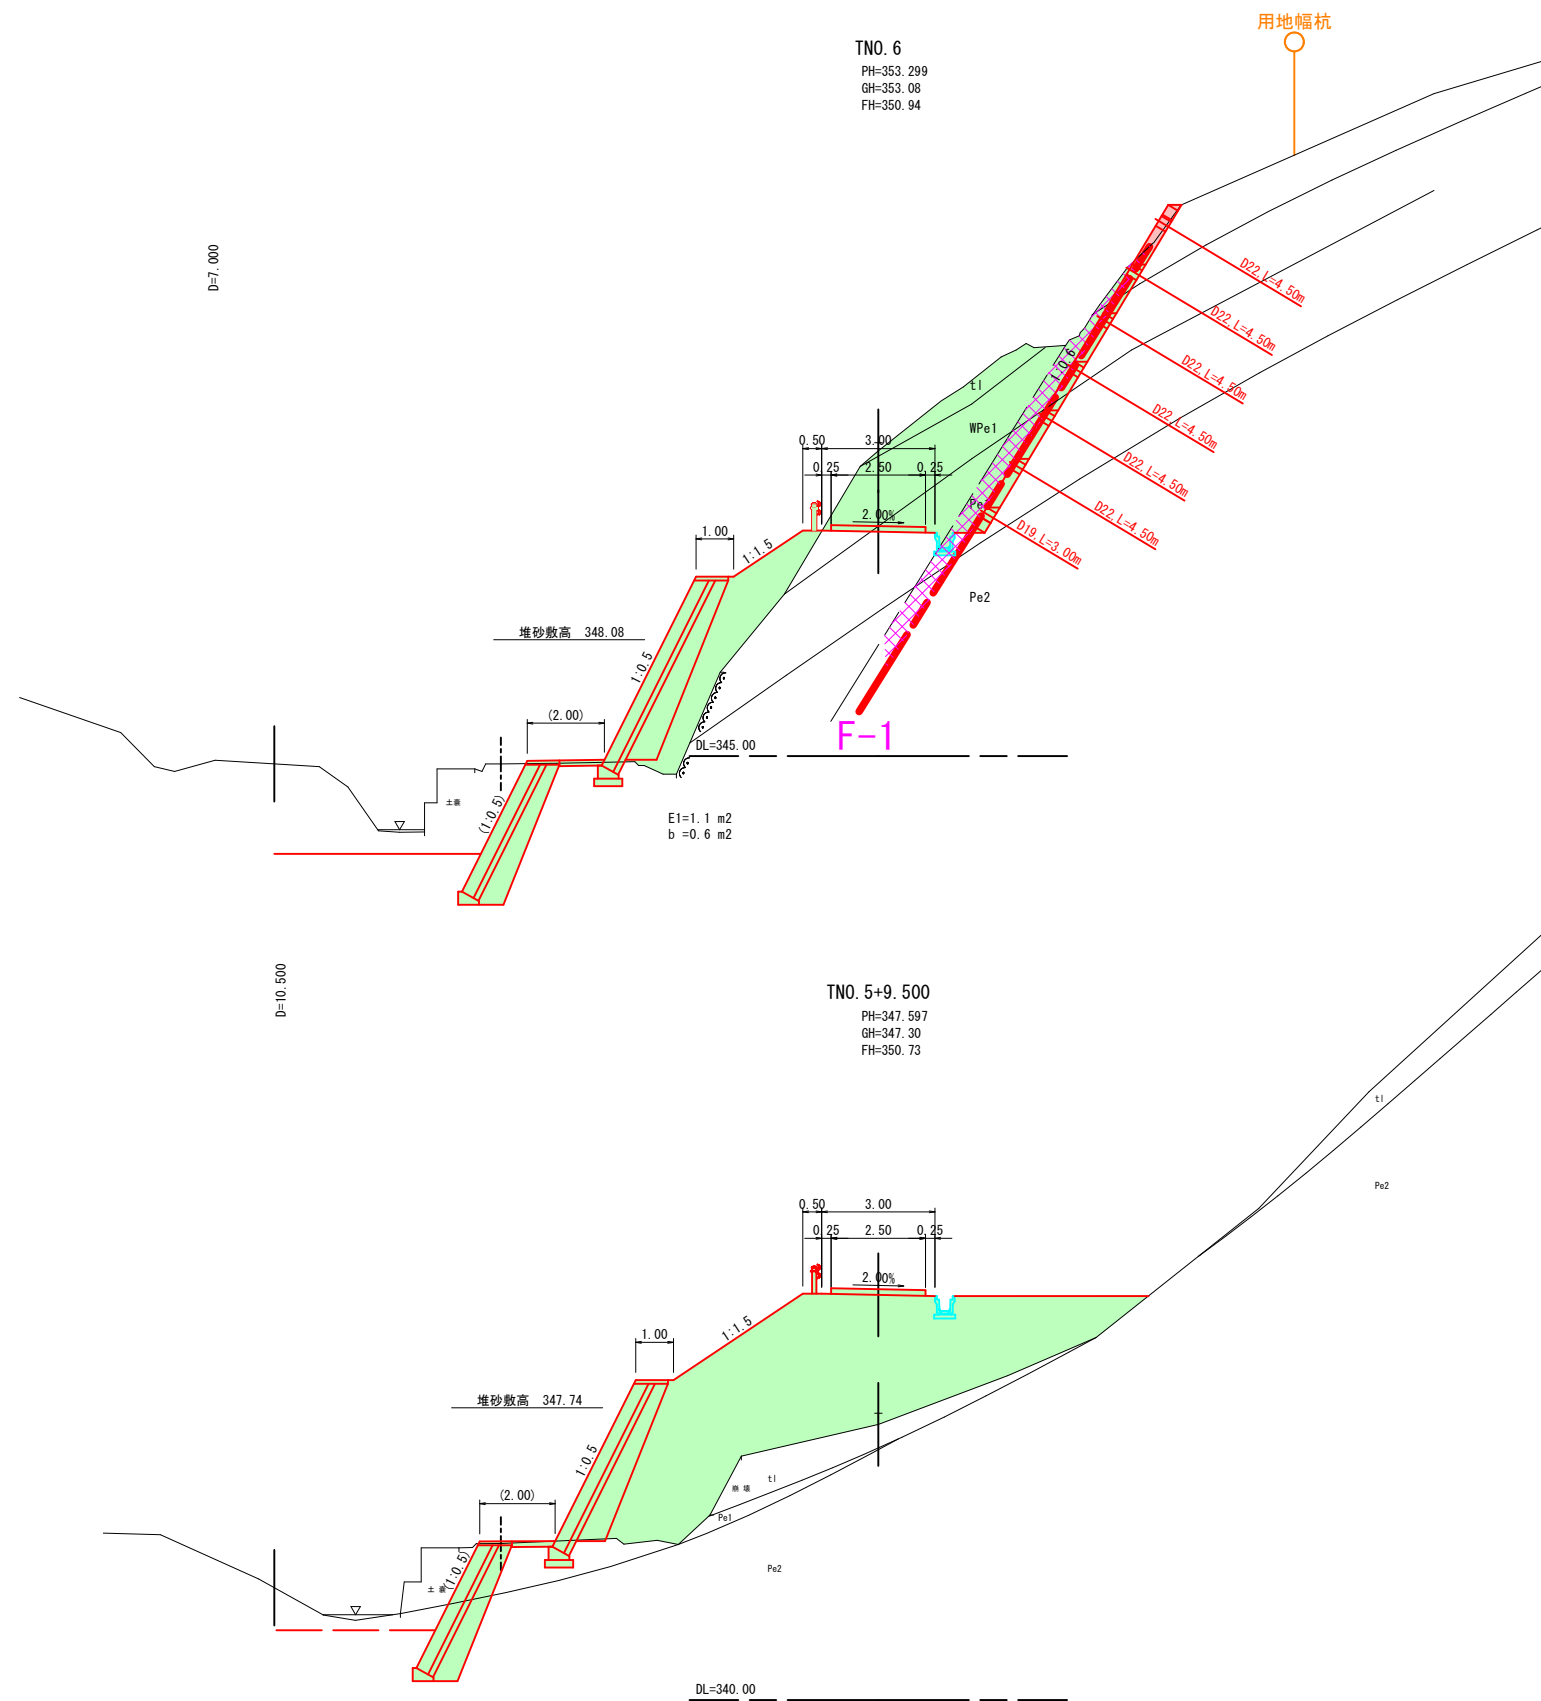 用地幅杭
TNO. 6
PH=353.299
GH=353.08
FH=350.94
D=7.000
D22,L=4.50m
D22,L=4.50m
D22,L=4.50m
D22,L=4.50m
D22,L=4.50m
D22,L=4.50m
D19,L=3.00m
1:0.6
tl
WPe1
Pe
Pe2
0.50 3.00
0.25 2.50 0.25
2.00%
1.00
1:1.5
堆砂敷高 348.08
1:0.5
(2.00)
F-1
DL=345.00
土嚢
(1:0.5)
E1=1.1 m2
b =0.6 m2
D=10.500
TNO. 5+9.500
PH=347.597
GH=347.30
FH=350.73
tl
Pe2
0.50 3.00
0.25 2.50 0.25
2.00%
1:1.5
1.00
堆砂敷高 347.74
1:0.5
tl
崩壊
(2.00)
Pe1
Pe2
(1:0.5)
土嚢
DL=340.00